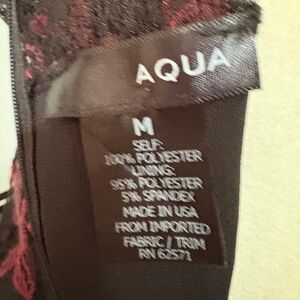 AQUA
M
SELF:
100% POLYESTER
LINING:
95% POLYESTER
5% SPANDEX
MADE IN USA
FROM IMPORTED
FABRIC / TRIM
RN 62571